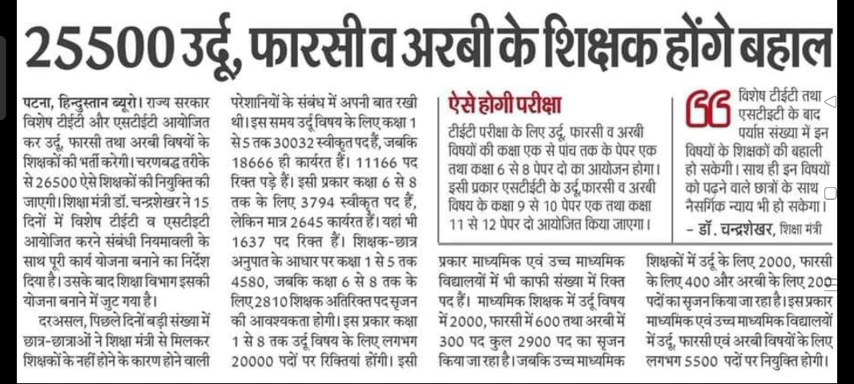 25500 उर्दू, फारसी व अरबी के शिक्षक होंगे बहाल
पटना, हिन्दुस्तान ब्यूरो। राज्य सरकार
विशेष टीईटी और एसटीईटी आयोजित
कर उर्दू, फारसी तथा अरबी विषयों के
शिक्षकों की भर्ती करेगी। चरणबद्ध तरीके
से 26500 ऐसे शिक्षकों की नियुक्ति की
जाएगी। शिक्षा मंत्री डॉ. चन्द्रशेखर ने 15
दिनों में विशेष टीईटी व एसटीइटी
आयोजित करने संबंधी नियमावली के
साथ पूरी कार्य योजना बनाने का निर्देश
दिया है। उसके बाद शिक्षा विभाग इसकी
योजना बनाने में जुट गया है।
दरअसल, पिछले दिनों बड़ी संख्या में
छात्र-छात्राओं ने शिक्षा मंत्री से मिलकर
शिक्षकों के नहीं होने के कारण होने वाली
परेशानियों के संबंध में अपनी बात रखी
थी। इस समय उर्दू विषय के लिए कक्षा 1
से 5 तक 30032 स्वीकृत पद हैं, जबकि
18666 ही कार्यरत हैं। 11166 पद
रिक्त पड़े हैं। इसी प्रकार कक्षा 6 से 8
तक के लिए 3794 स्वीकृत पद हैं,
लेकिन मात्र 2645 कार्यरत हैं। यहां भी
1637 पद रिक्त हैं। शिक्षक-छात्र
अनुपात के आधार पर कक्षा 1 से 5 तक
4580, जबकि कक्षा 6 से 8 तक के
लिए 2810 शिक्षक अतिरिक्त पद सृजन
की आवश्यकता होगी। इस प्रकार कक्षा
1 से 8 तक उर्दू विषय के लिए लगभग
20000 पदों पर रिक्तियां होंगी। इसी
ऐसे होगी परीक्षा
टीईटी परीक्षा के लिए उर्दू, फारसी व अरबी
विषयों की कक्षा एक से पांच तक के पेपर एक
तथा कक्षा 6 से 8 पेपर दो का आयोजन होगा।
इसी प्रकार एसटीईटी के उर्दू,फारसी व अरबी
विषय के कक्षा 9 से 10 पेपर एक तथा कक्षा
11 से 12 पेपर दो आयोजित किया जाएगा।
विशेष टीईटी तथा
एसटीईटी के बाद
पर्याप्त संख्या में इन
विषयों के शिक्षकों की बहाली
हो सकेगी। साथ ही इन विषयों
को पढ़ने वाले छात्रों के साथ
नैसर्गिक न्याय भी हो सकेगा।
- डॉ. चन्द्रशेखर, शिक्षा मंत्री
प्रकार माध्यमिक एवं उच्च माध्यमिक
विद्यालयों में भी काफी संख्या में रिक्त
पद हैं। माध्यमिक शिक्षक में उर्दू विषय
में 2000, फारसी में 600 तथा अरबी में
300 पद कुल 2900 पद का सृजन
किया जा रहा है। जबकि उच्च माध्यमिक
शिक्षकों में उर्दू के लिए 2000, फारसी
के लिए 400 और अरबी के लिए 200
पदों का सृजन किया जा रहा है। इस प्रकार
माध्यमिक एवं उच्च माध्यमिक विद्यालयों
में उर्दू, फारसी एवं अरबी विषयों के लिए
लगभग 5500 पदों पर नियुक्ति होगी।